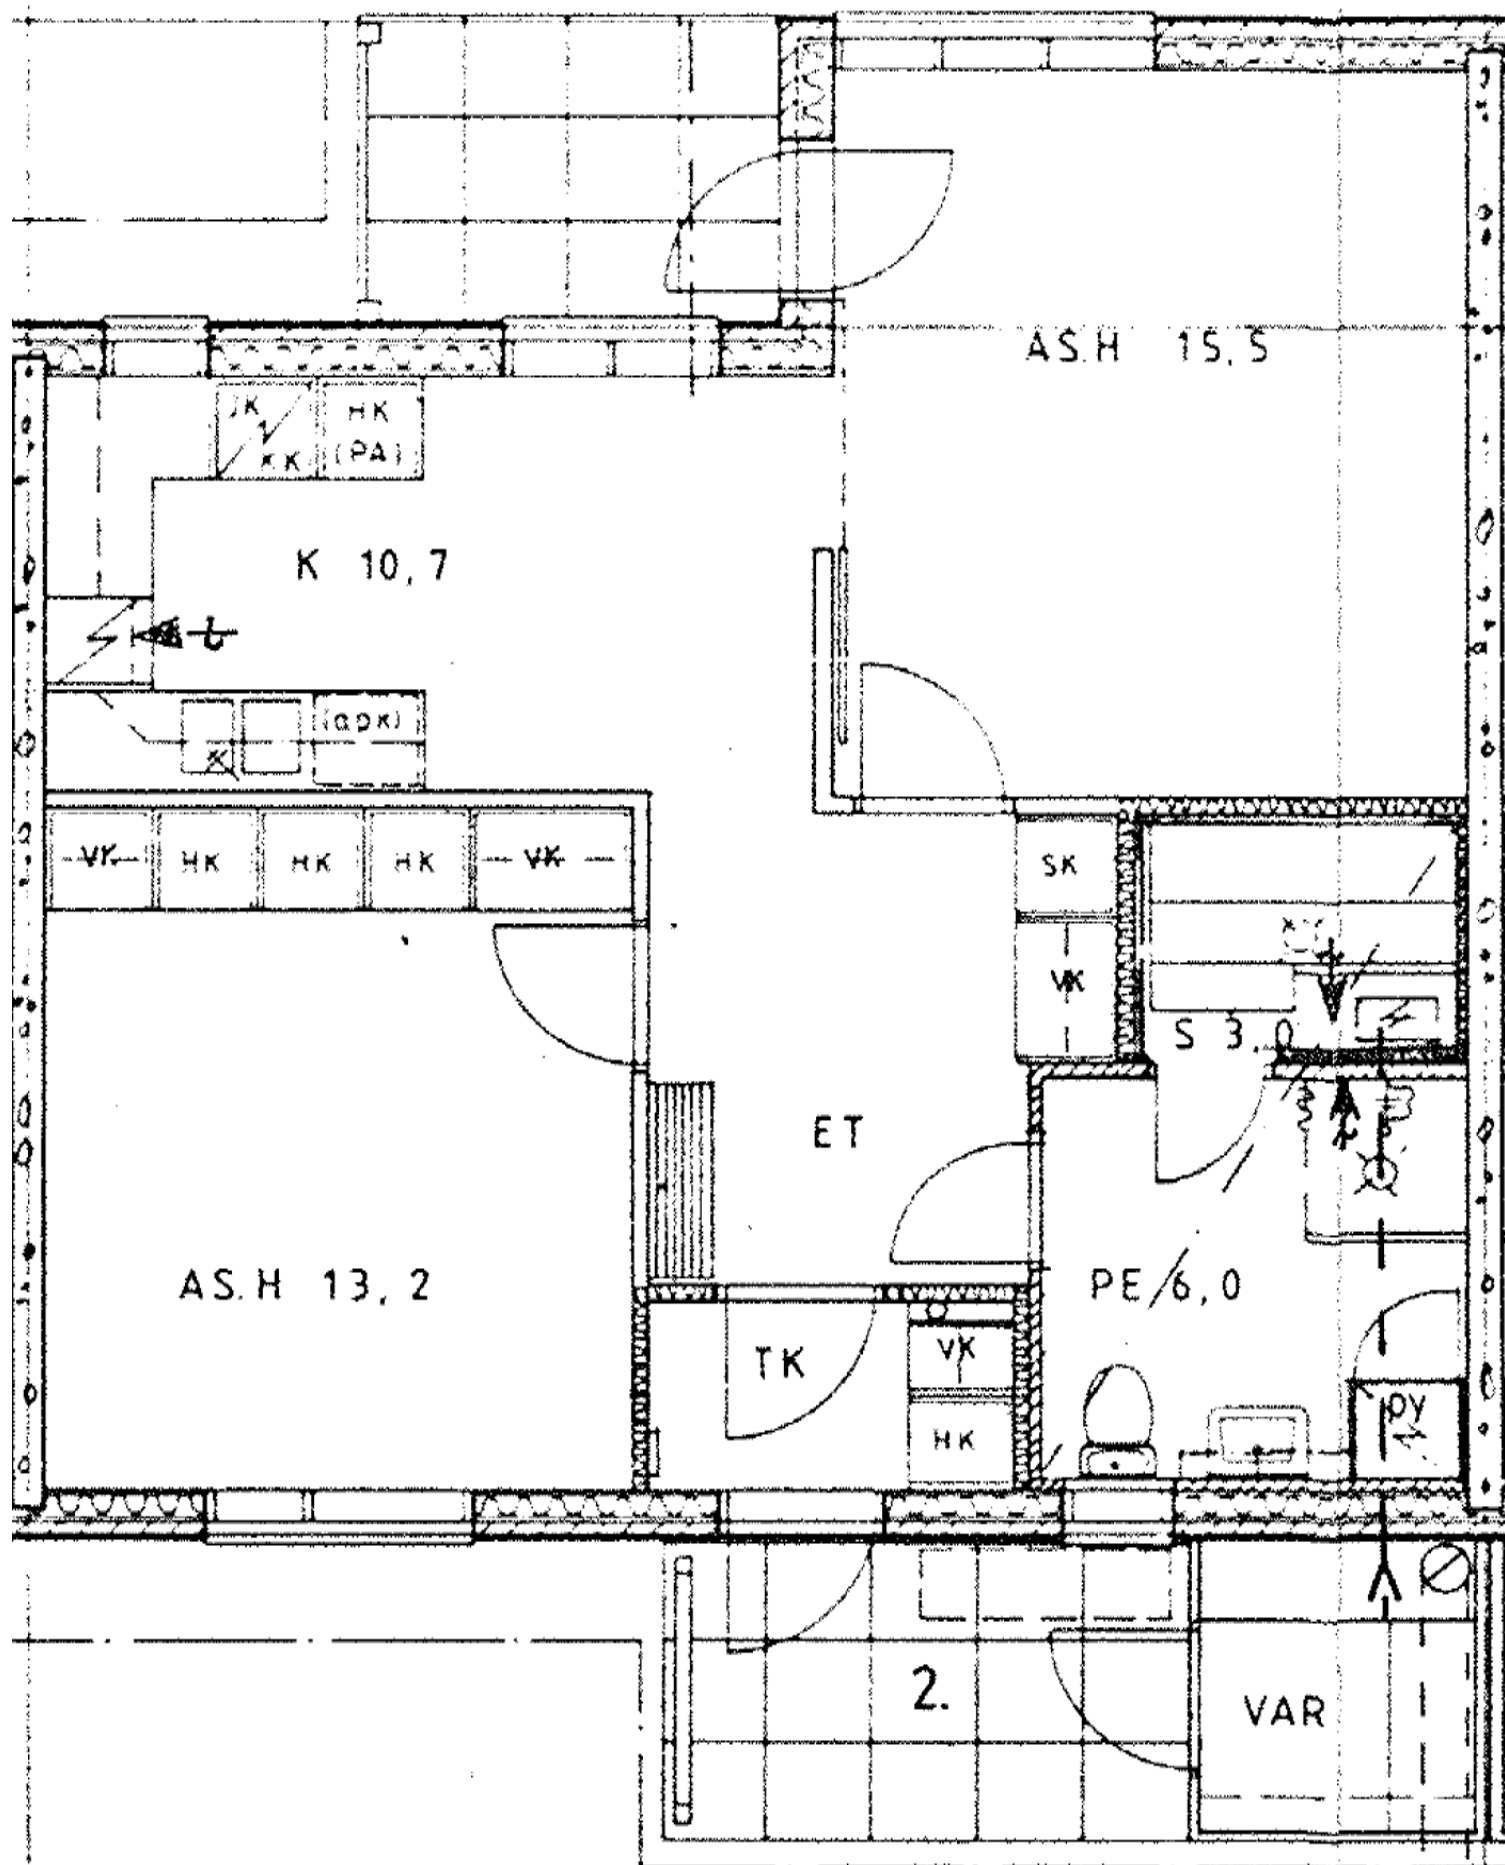 AS.H 15,5
JK
KK
HK
(PA)
K 10,7
t
(apk)
VK
HK
HK
HK
VK
SK
VK
S 3,0
ET
AS.H 13,2
PE/6,0
TK
VK
HK
PY
2.
VAR